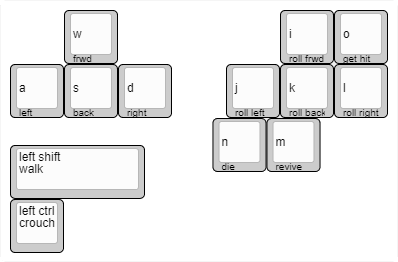 w
frwd
a
left
s
back
d
right
left shift
walk
left ctrl
crouch
i
roll frwd
o
get hit
j
roll left
k
roll back
l
roll right
n
die
m
revive